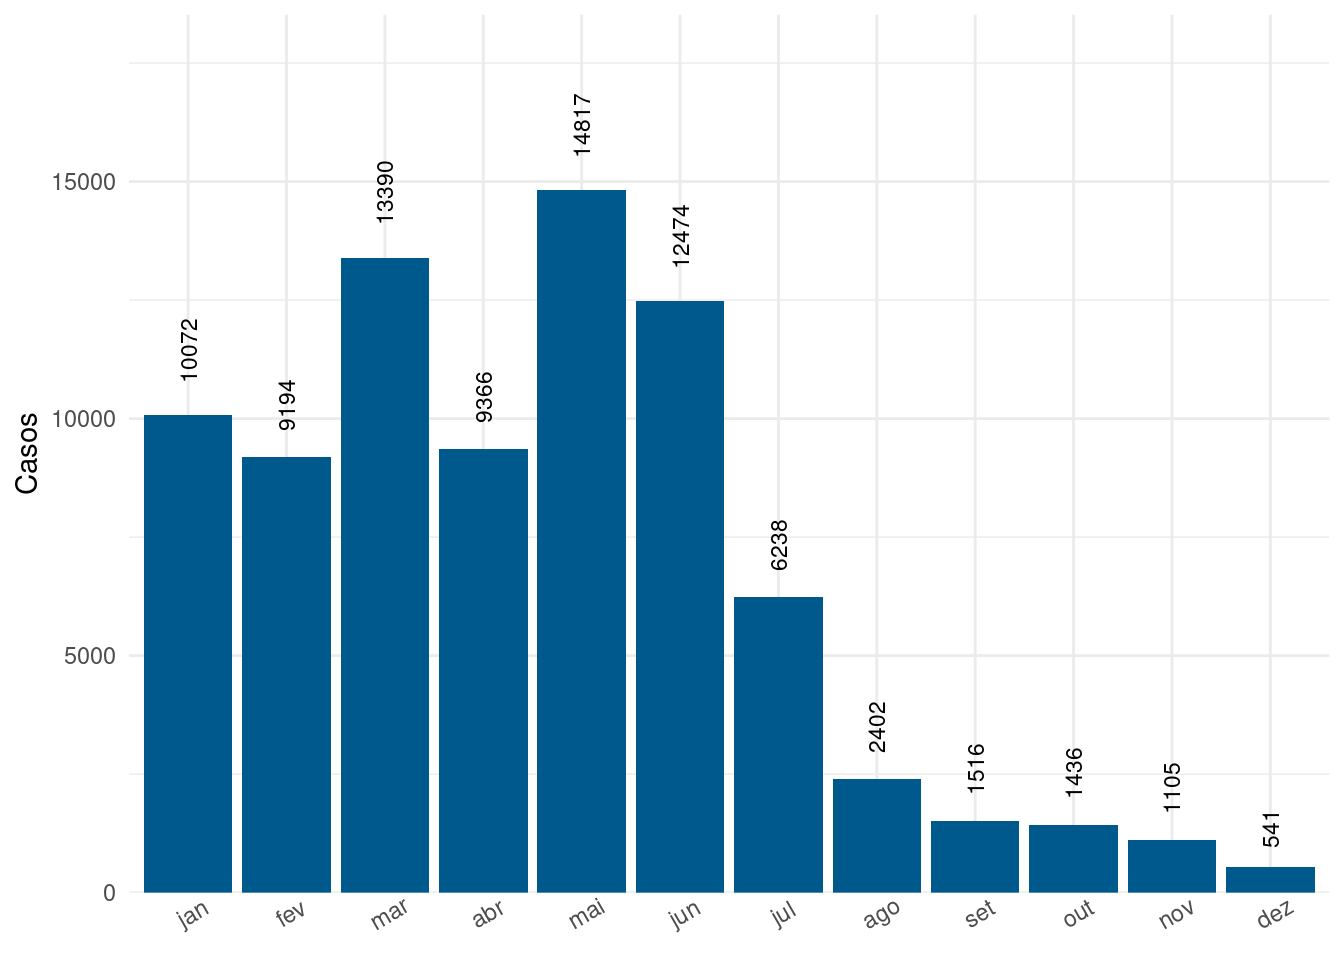 Casos
15000
10000
5000
0
10072
9194
13390
9366
14817
12474
6238
2402
1516
1436
1105
541
jan
fev
mar
abr
mai
jun
jul
ago
set
out
nov
dez